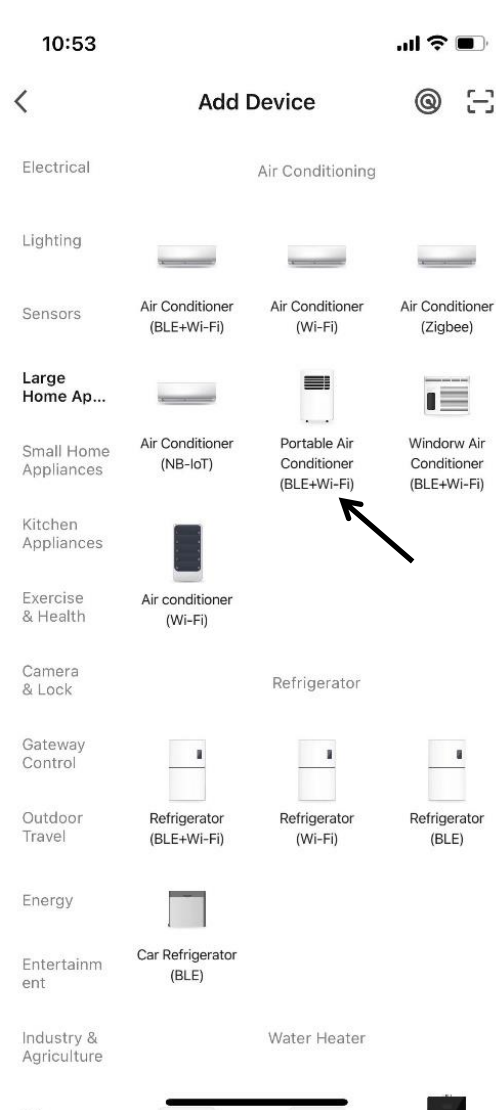 10:53
Add Device
Electrical
Lighting
Sensors
Large
Home Ap...
Small Home
Appliances
Kitchen
Appliances
Exercise
& Health
Camera
& Lock
Gateway
Control
Outdoor
Travel
Energy
Entertainm
ent
Industry &
Agriculture
Air Conditioning
Air Conditioner
(BLE+Wi-Fi)
Air Conditioner
(Wi-Fi)
Air Conditioner
(Zigbee)
Air Conditioner
(NB-IoT)
Portable Air
Conditioner
(BLE+Wi-Fi)
Windorw Air
Conditioner
(BLE+Wi-Fi)
Air conditioner
(Wi-Fi)
Refrigerator
Refrigerator
(BLE+Wi-Fi)
Refrigerator
(Wi-Fi)
Refrigerator
(BLE)
Car Refrigerator
(BLE)
Water Heater